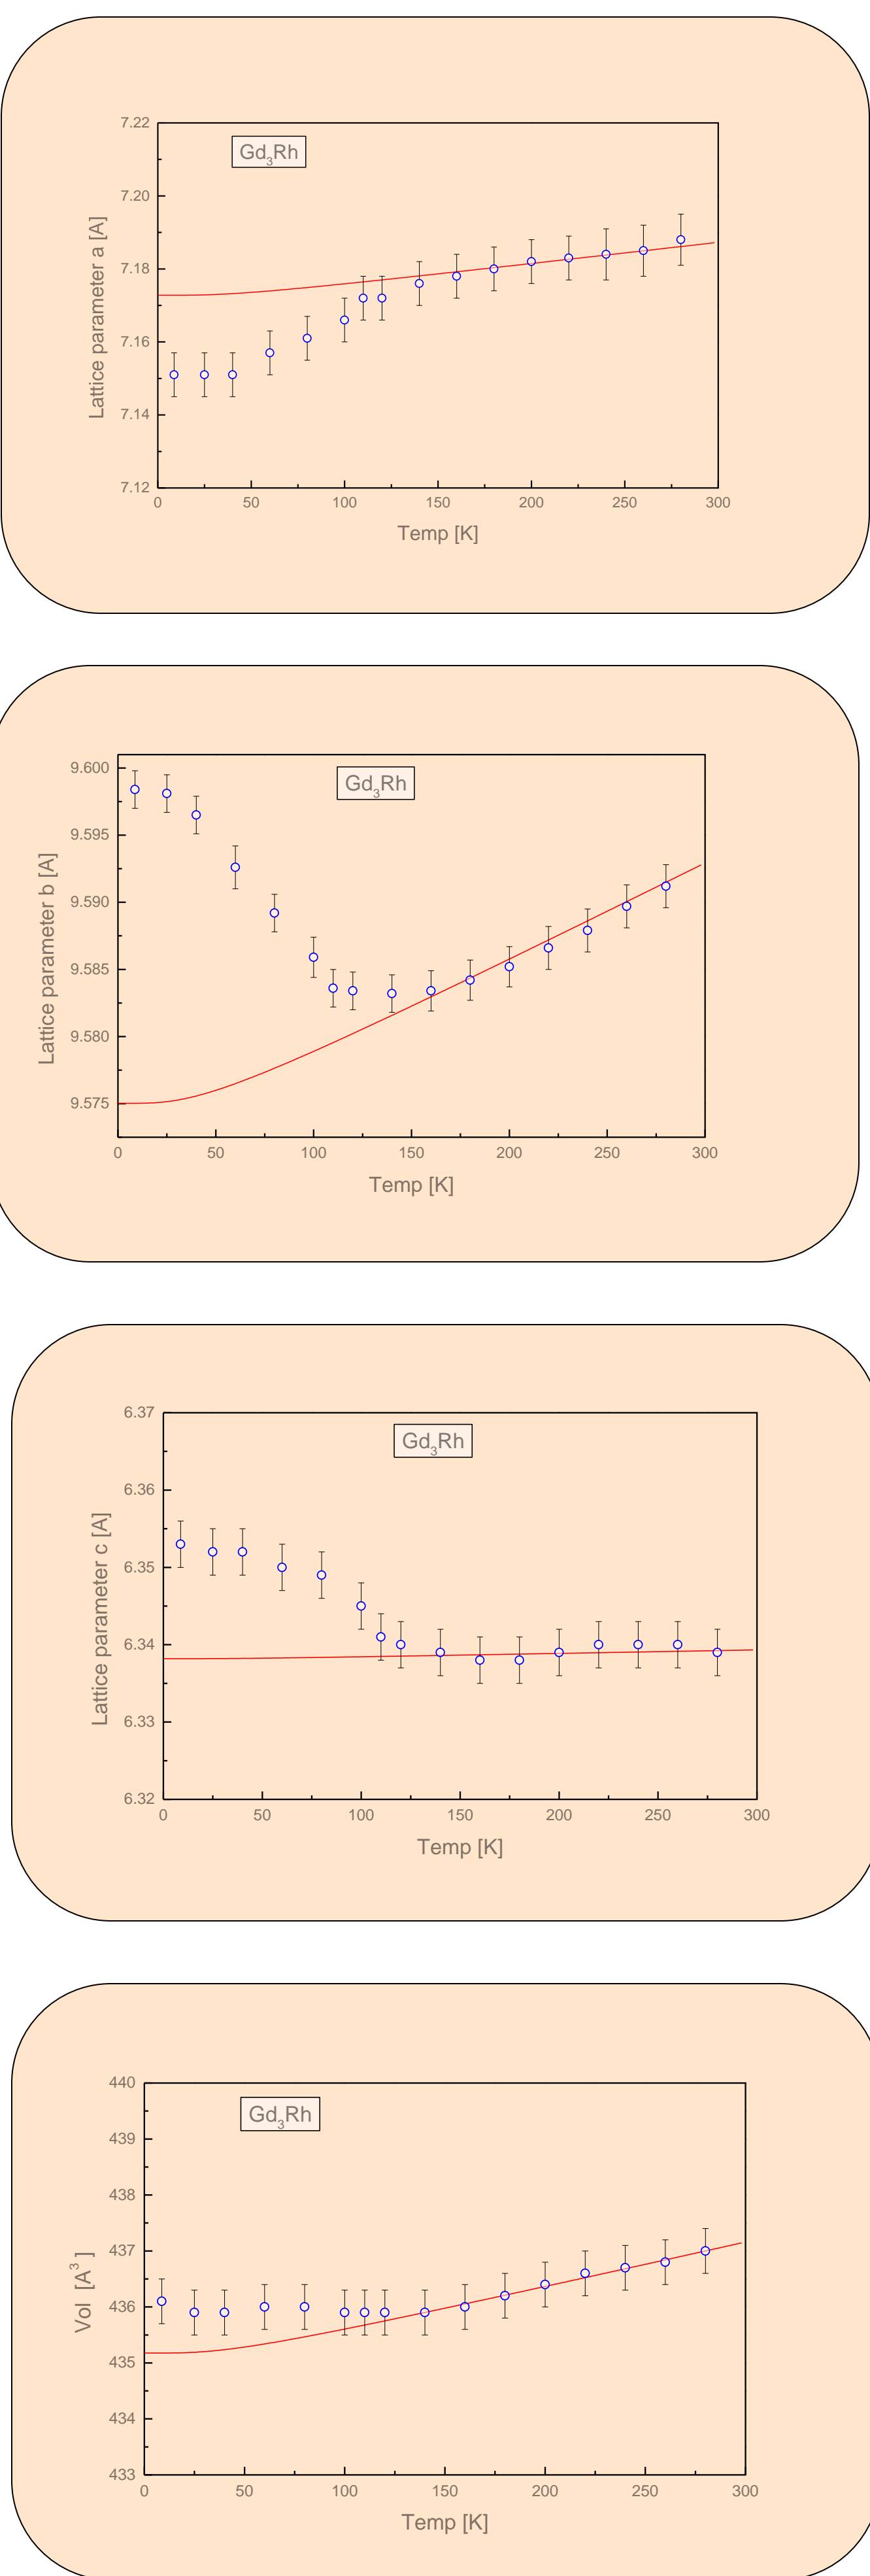 7.22
Gd₃Rh
7.20
7.18
7.16
7.14
7.12
Lattice parameter a [A]
0 50 100 150 200 250 300
Temp [K]
9.600
Gd₃Rh
9.595
9.590
9.585
9.580
9.575
Lattice parameter b [A]
0 50 100 150 200 250 300
Temp [K]
6.37
Gd₃Rh
6.36
6.35
6.34
6.33
6.32
Lattice parameter c [A]
0 50 100 150 200 250 300
Temp [K]
440
Gd₃Rh
439
438
437
436
435
434
433
Vol [A³ ]
0 50 100 150 200 250 300
Temp [K]